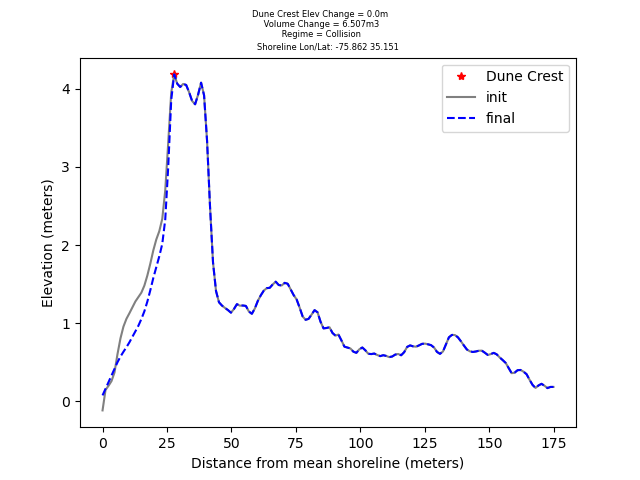 Dune Crest Elev Change = 0.0m
Volume Change = 6.507m3
Regime = Collision
Shoreline Lon/Lat: -75.862 35.151
Dune Crest
init
final
4
3
2
1
0
Elevation (meters)
0 25 50 75 100 125 150 175
Distance from mean shoreline (meters)